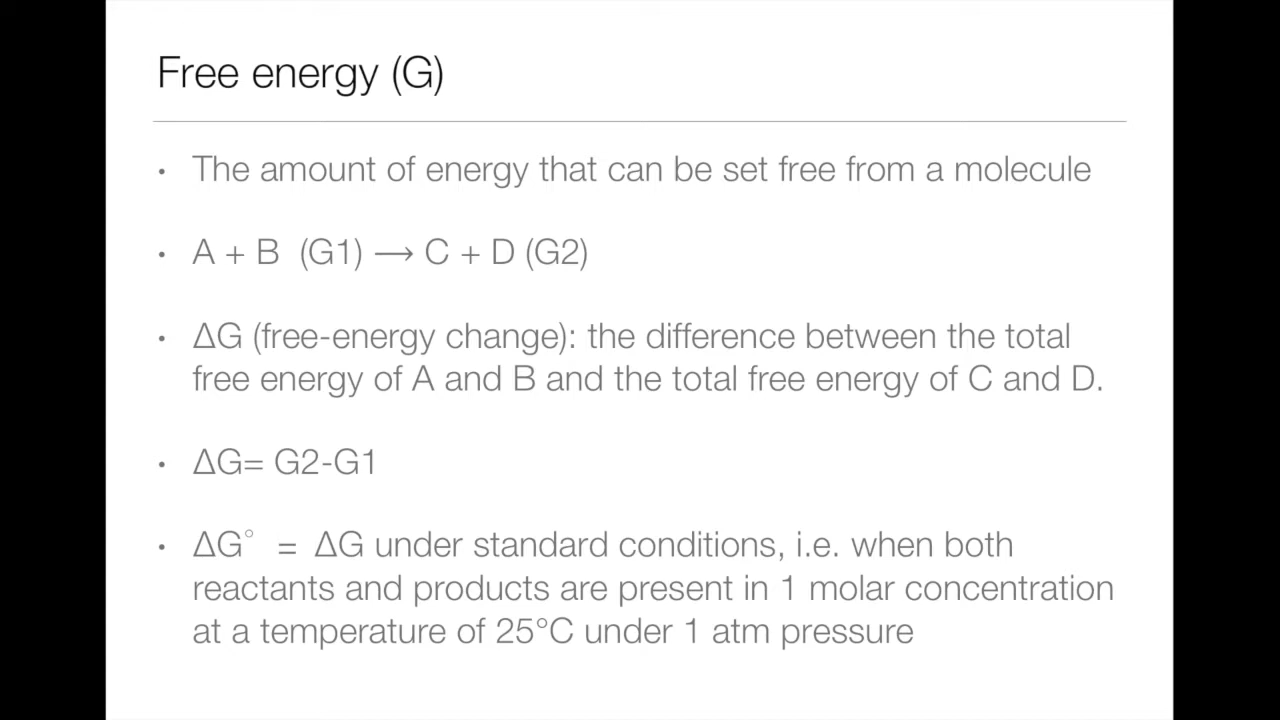 Free energy (G)
• The amount of energy that can be set free from a molecule
• A + B  (G1) → C + D (G2)
• ΔG (free-energy change): the difference between the total
free energy of A and B and the total free energy of C and D.
• ΔG= G2-G1
• ΔG°  =  ΔG under standard conditions, i.e. when both
reactants and products are present in 1 molar concentration
at a temperature of 25°C under 1 atm pressure